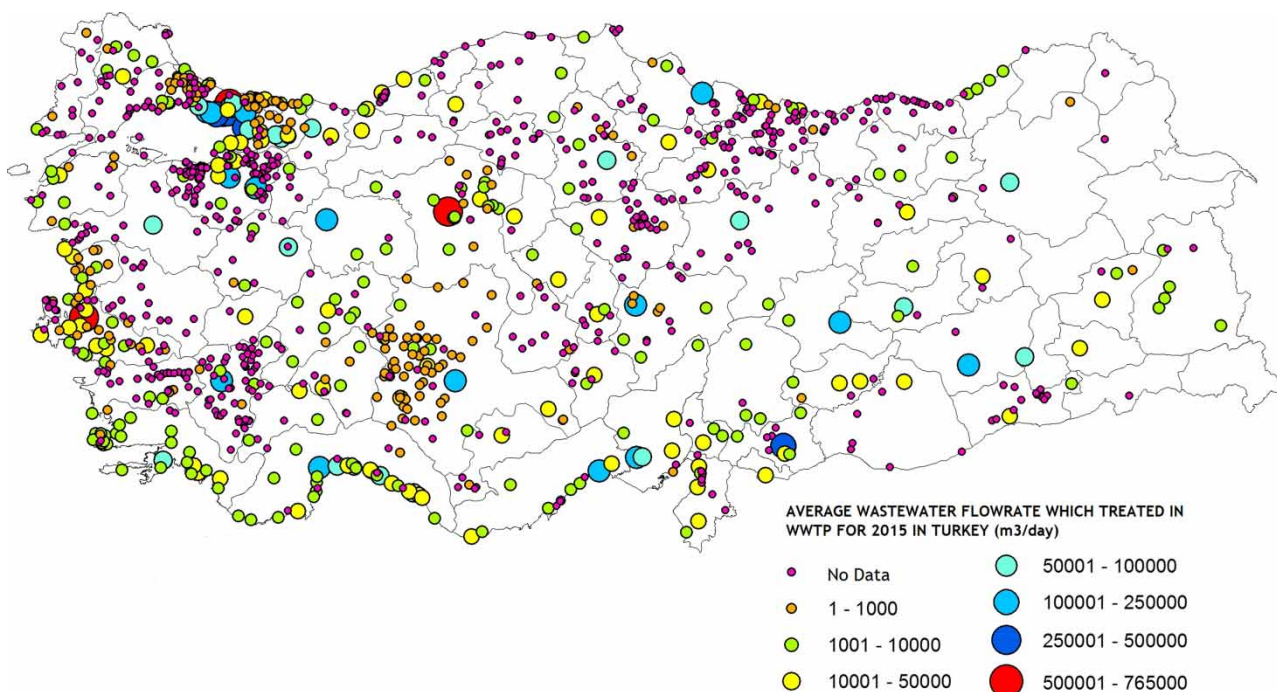 AVERAGE WASTEWATER FLOWRATE WHICH TREATED IN
WWTP FOR 2015 IN TURKEY (m3/day)
No Data
1 - 1000
1001 - 10000
10001 - 50000
50001 - 100000
100001 - 250000
250001 - 500000
500001 - 765000